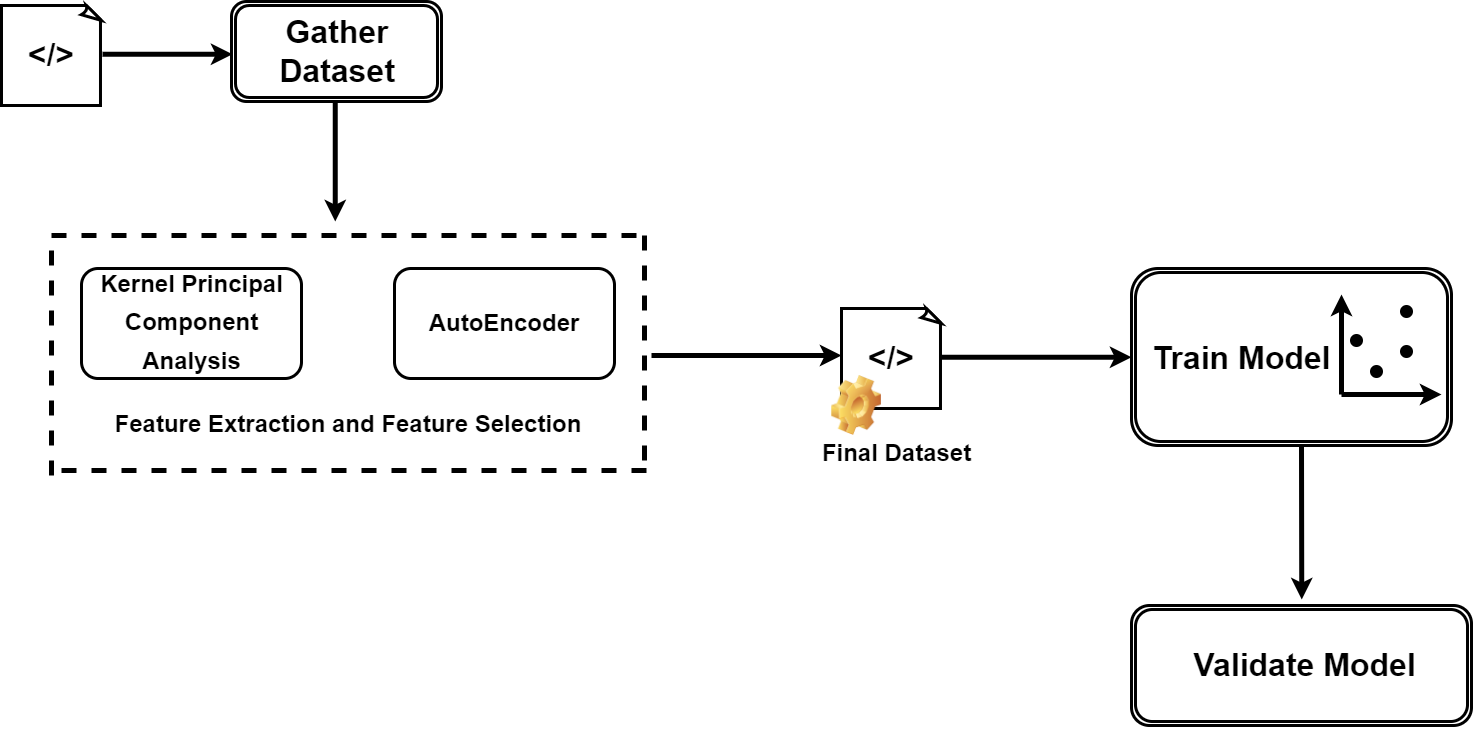 </>
Gather
Dataset
Kernel Principal
Component
Analysis
AutoEncoder
Feature Extraction and Feature Selection
</>
Final Dataset
Train Model
Validate Model